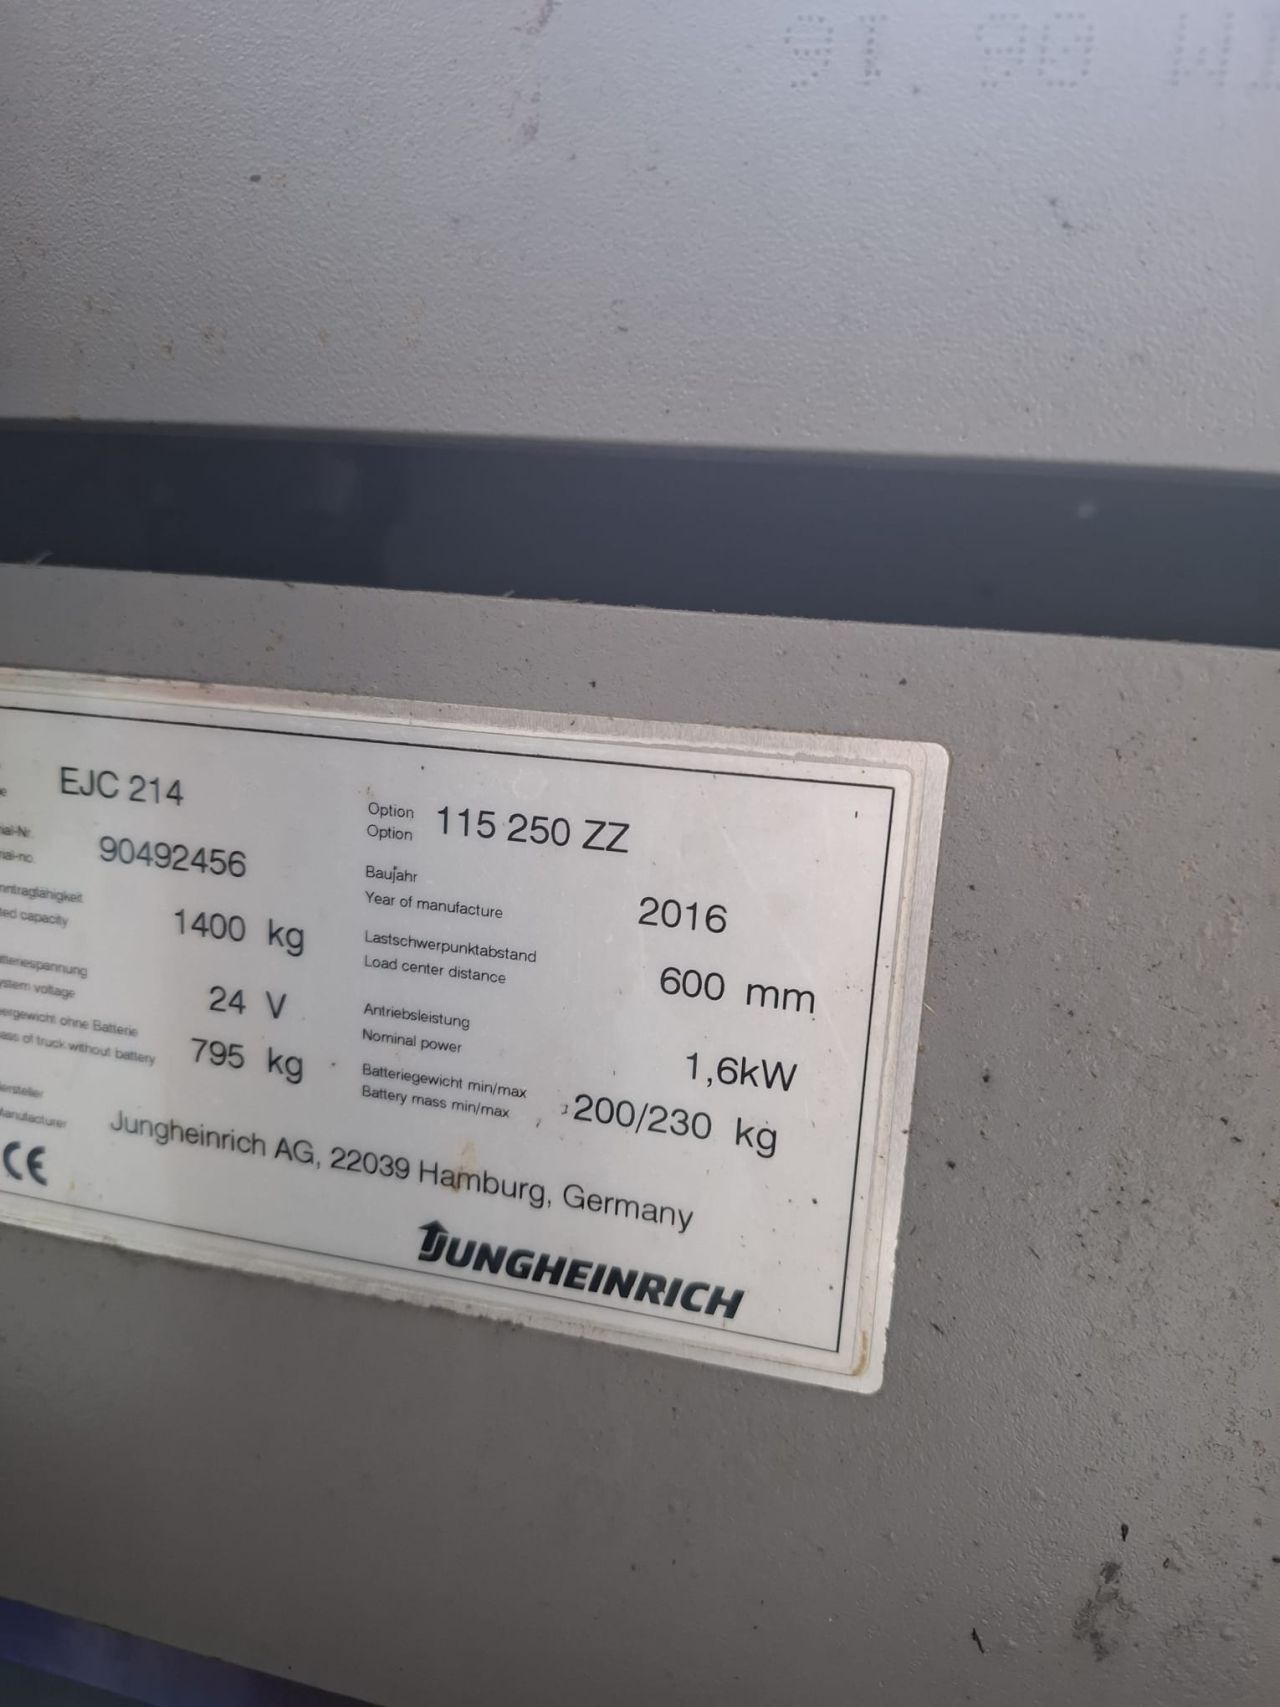 EJC 214
90492456
1400 kg
24 V
795 kg
Option
Option
115 250 ZZ
Baujahr
Year of manufacture
2016
Lastschwerpunktabstand
Load center distance
600 mm
Antriebsleistung
Nominal power
1,6kW
Batteriegewicht min/max
Battery mass min/max
200/230 kg
Jungheinrich AG, 22039 Hamburg, Germany
CE
JUNGHEINRICH